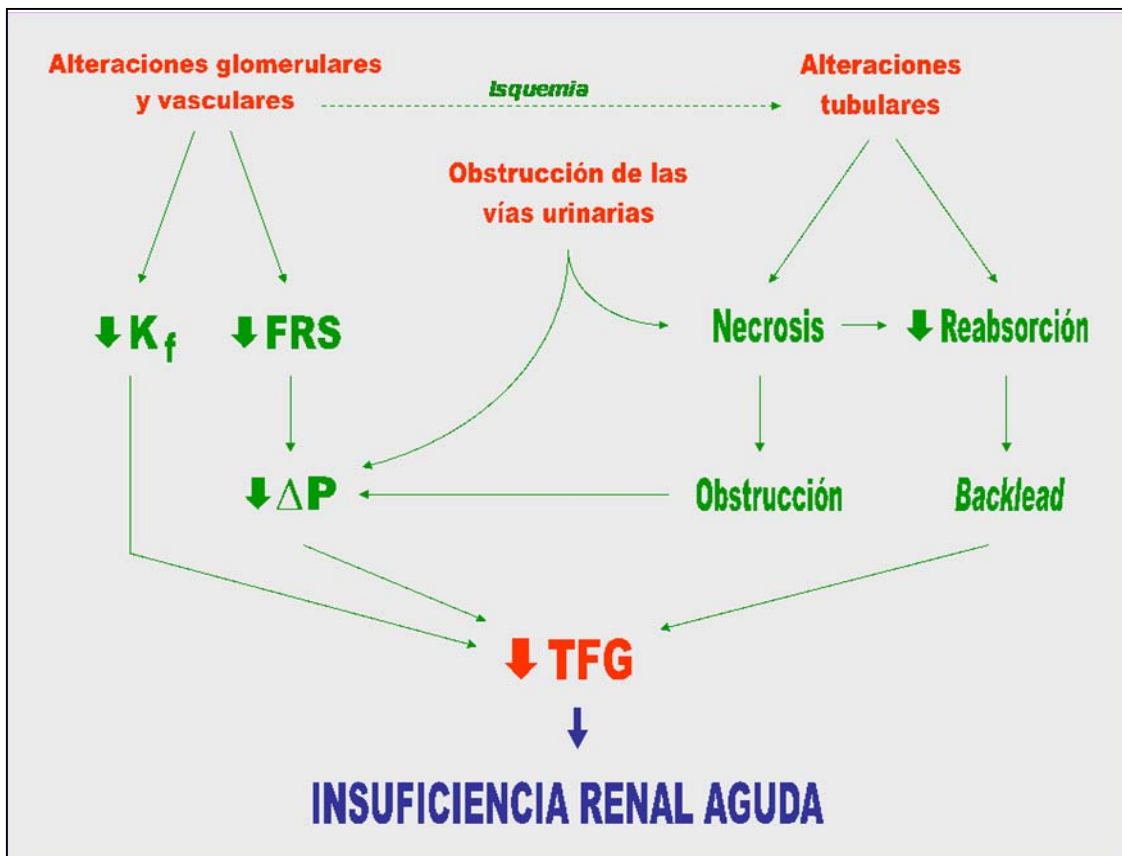 Alteraciones glomerulares
y vasculares
Isquemia
Alteraciones
tubulares
Obstrucción de las
vías urinarias
↓Kf
↓FRS
Necrosis
↓Reabsorción
↓ΔP
Obstrucción
Backlead
↓TFG
↓
INSUFICIENCIA RENAL AGUDA